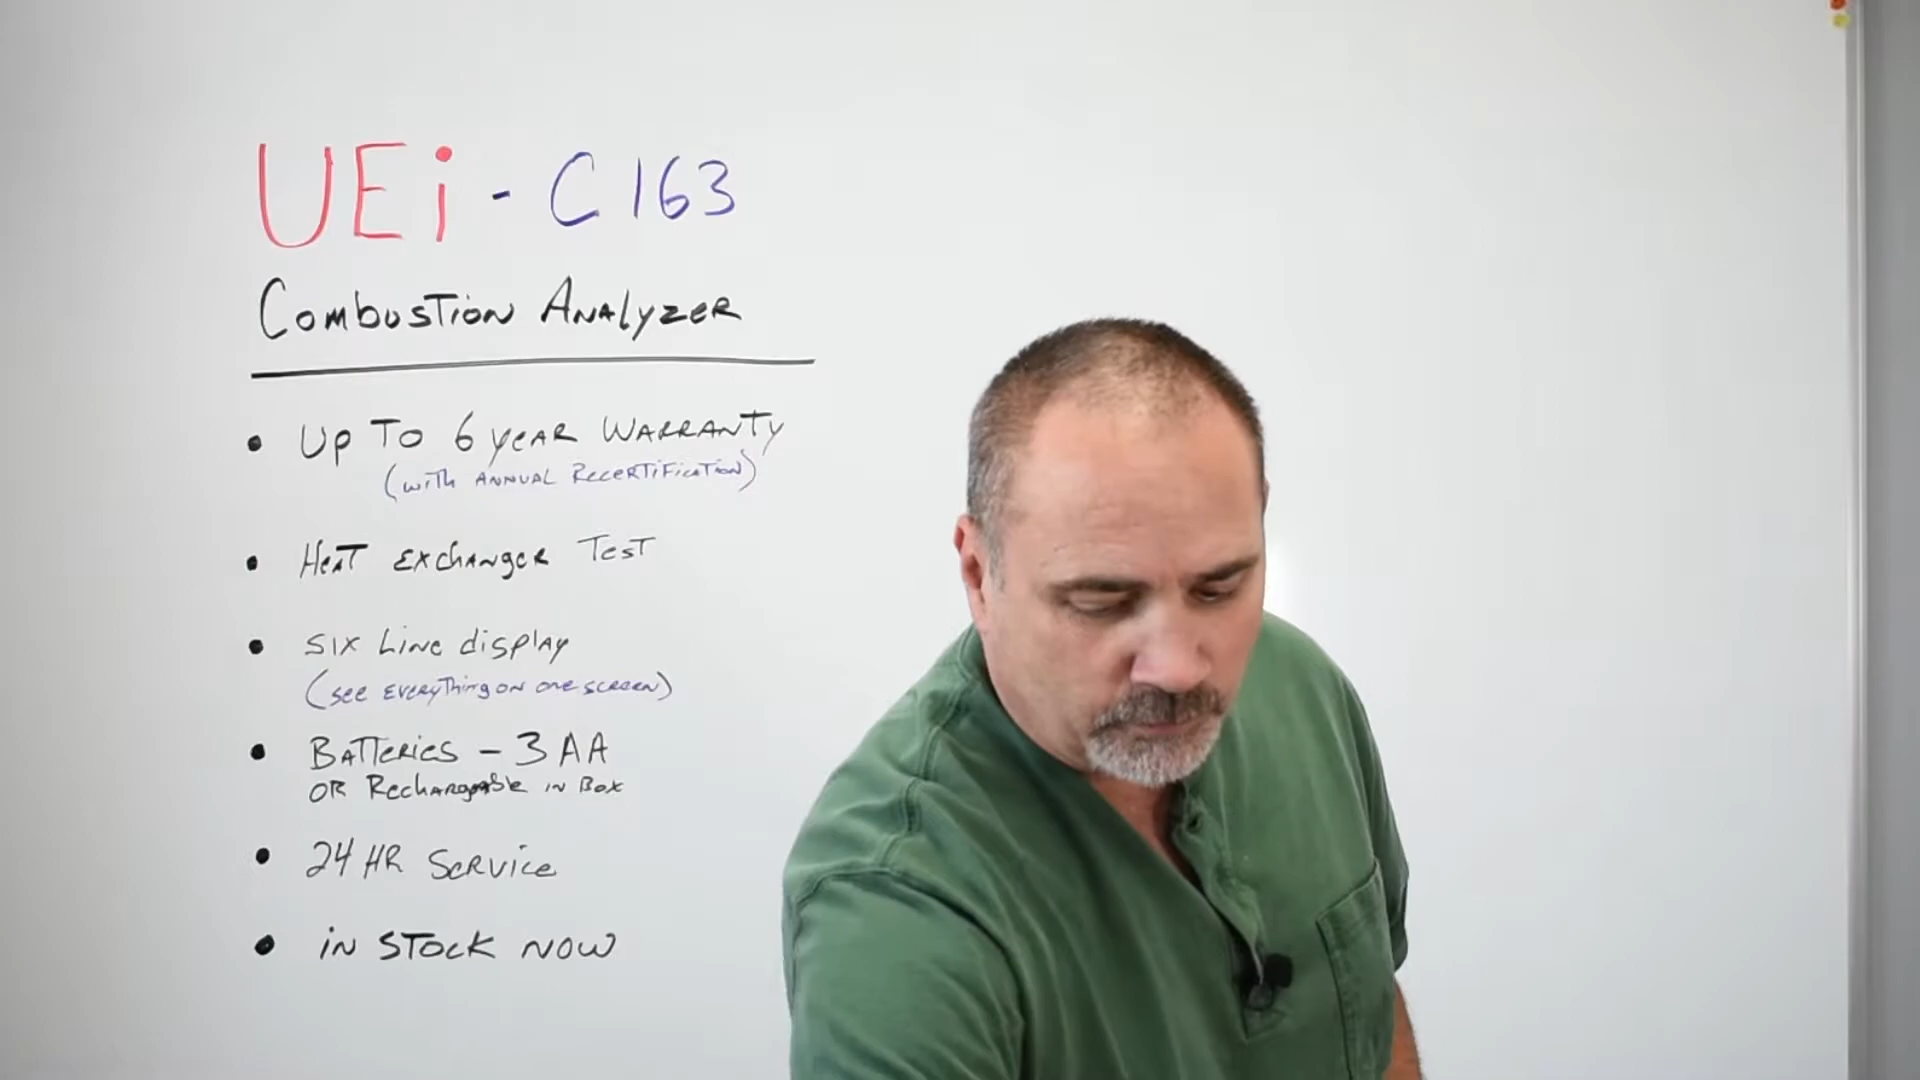 UEi - C163
Combustion Analyzer
• Up To 6 year Warranty
(with Annual Recertification)
• Heat Exchanger Test
• Six Line display
(see everything on one screen)
• Batteries - 3 AA
or Rechargeable in Box
• 24 HR Service
• in Stock Now